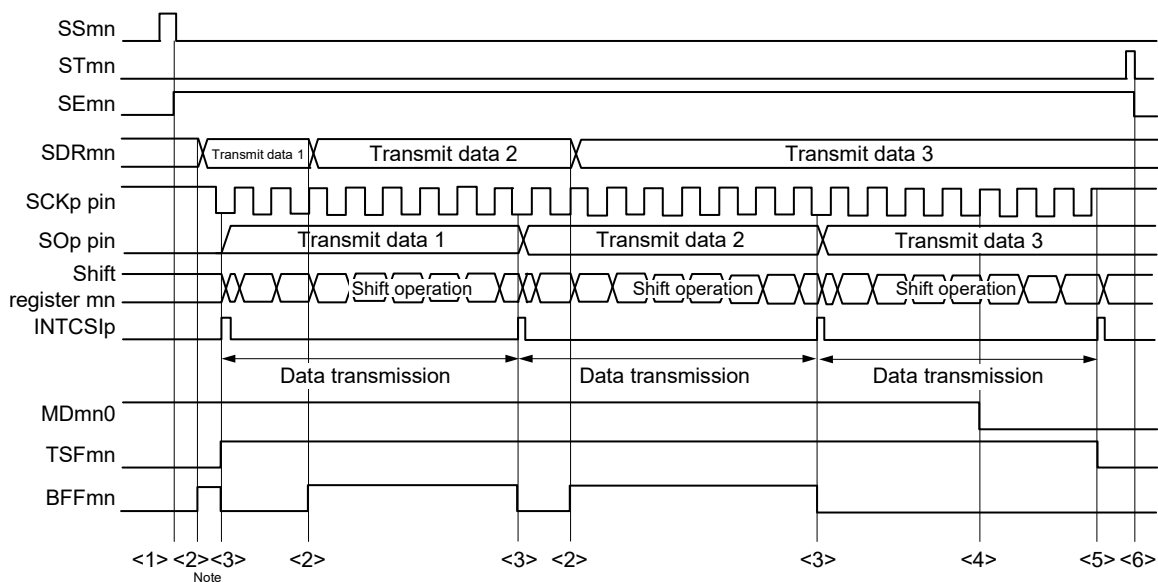 SSmn
STmn
SEmn
SDRmn
Transmit data 1
Transmit data 2
Transmit data 3
SCKp pin
SOp pin
Transmit data 1
Transmit data 2
Transmit data 3
Shift
register mn
Shift operation
Shift operation
Shift operation
INTCSIp
Data transmission
Data transmission
Data transmission
MDmn0
TSFmn
BFFmn
<1> <2> <3> <2> <3> <2> <3> <4> <5> <6>
Note